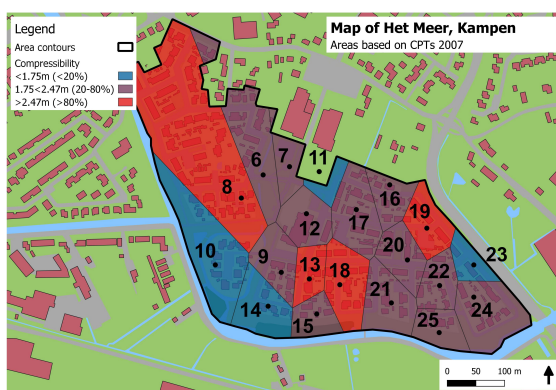 Legend
Area contours
Compressibility
<1.75m (<20%)
1.75<2.47m (20-80%)
>2.47m (>80%)
Map of Het Meer, Kampen
Areas based on CPTs 2007
6
7
11
8
16
12
17
19
10
9
20
23
13
18
22
14
15
21
24
25
0 50 100 m